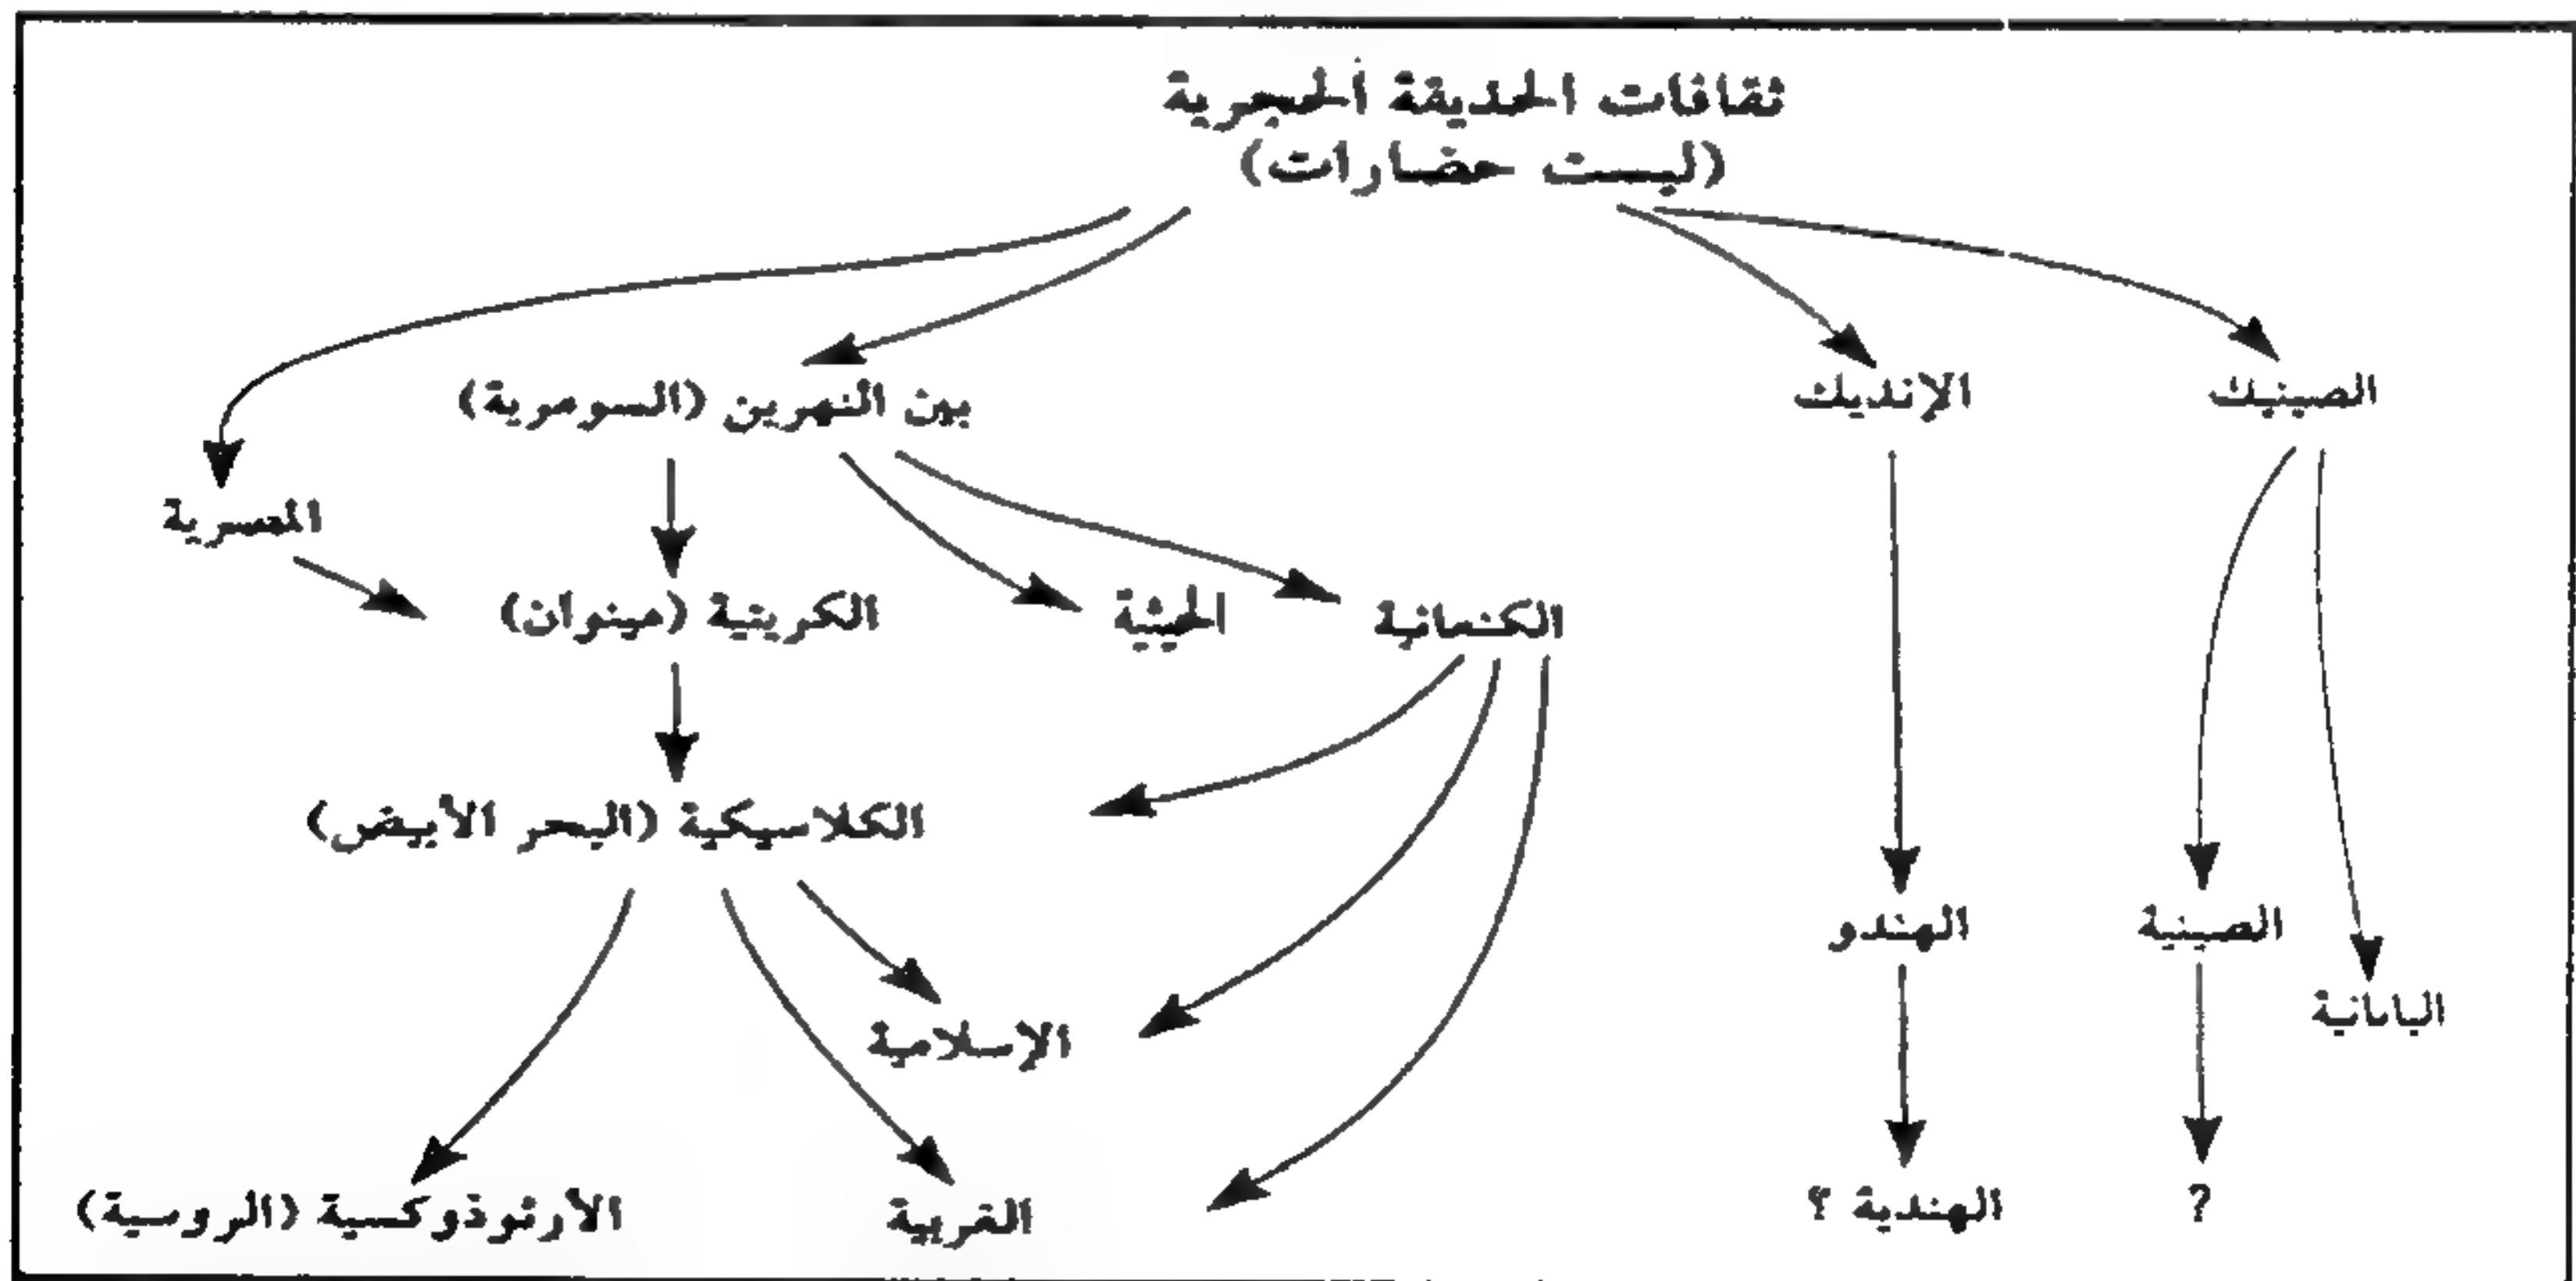 ثقافات الحديقة الحجرية
(ليست حضارات)
الصينيك
الإنديك
بين النهرين (السومرية)
المصرية
الكنعانية
الحيثية
الكريتية (مينوان)
الكلاسيكية (البحر الأبيض)
الصينية
الهندو
اليابانية
الإسلامية
?
الهندية ؟
الغربية
الأرثوذوكسية (الروسية)